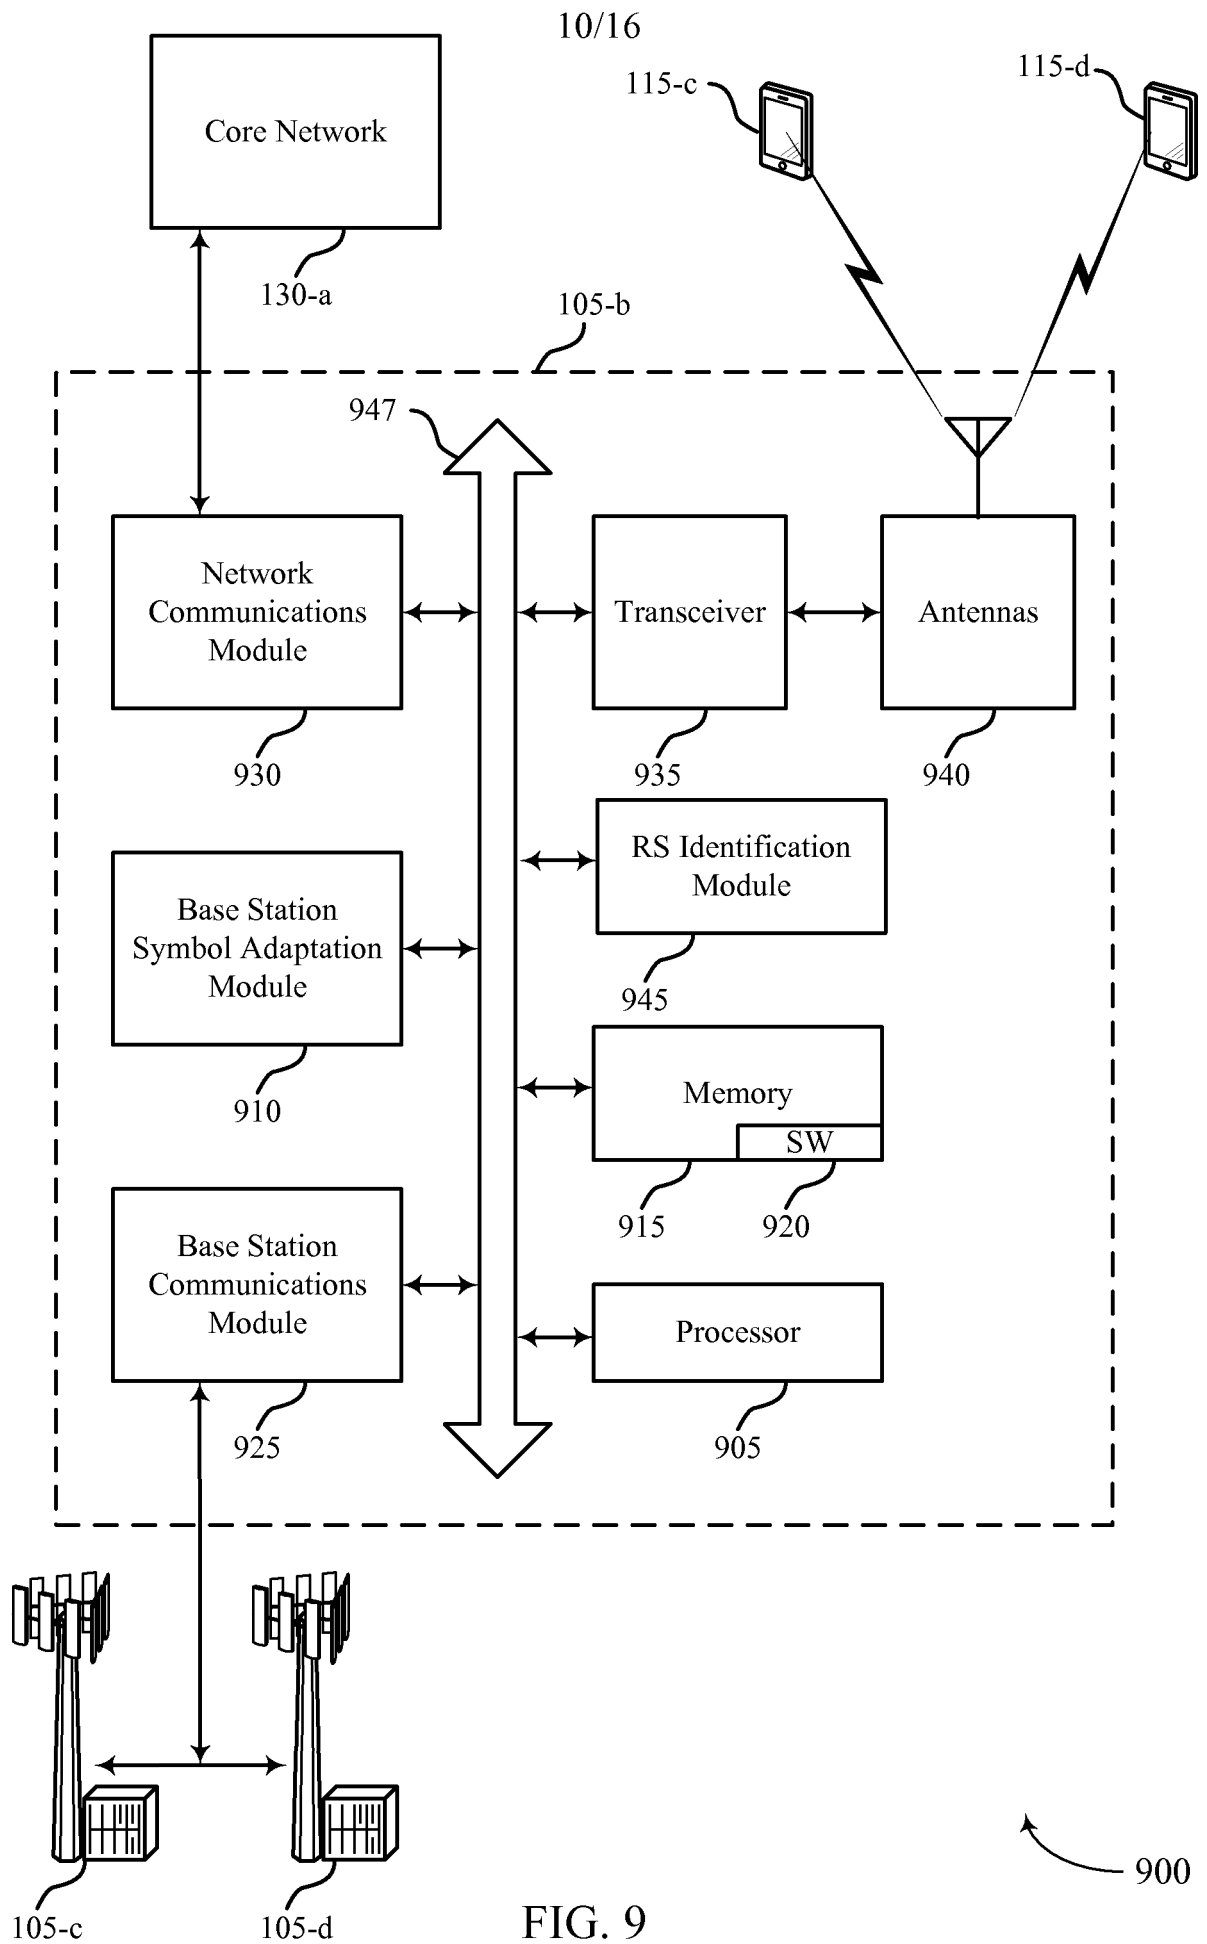 10/16
Core Network
130-a
115-c
115-d
105-b
947
Network
Communications
Module
930
Transceiver
935
Antennas
940
RS Identification
Module
945
Base Station
Symbol Adaptation
Module
910
Memory
SW
915
920
Base Station
Communications
Module
925
Processor
905
105-c
105-d
900
FIG. 9